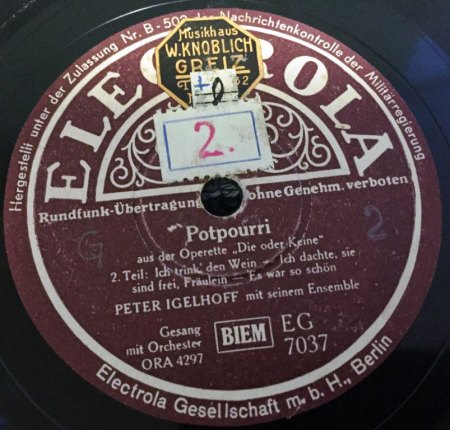 Hergestellt unter der Zulassung Nr. B - 502 der Nachrichtenkontrolle der Militärregierung
Musikhaus
W. KNOBLICH
GREIZ
ELECTROLA
2.
Rundfunk-Übertragung ohne Genehm. verboten
G
2
Potpourri
aus der Operette „Die oder Keine"
2. Teil: Ich trink' den Wein – Ich dachte, sie
sind frei, Fräulein – Es war so schön
PETER IGELHOFF mit seinem Ensemble
Gesang
mit Orchester
ORA 4297
BIEM
EG
7037
Electrola Gesellschaft m. b. H., Berlin